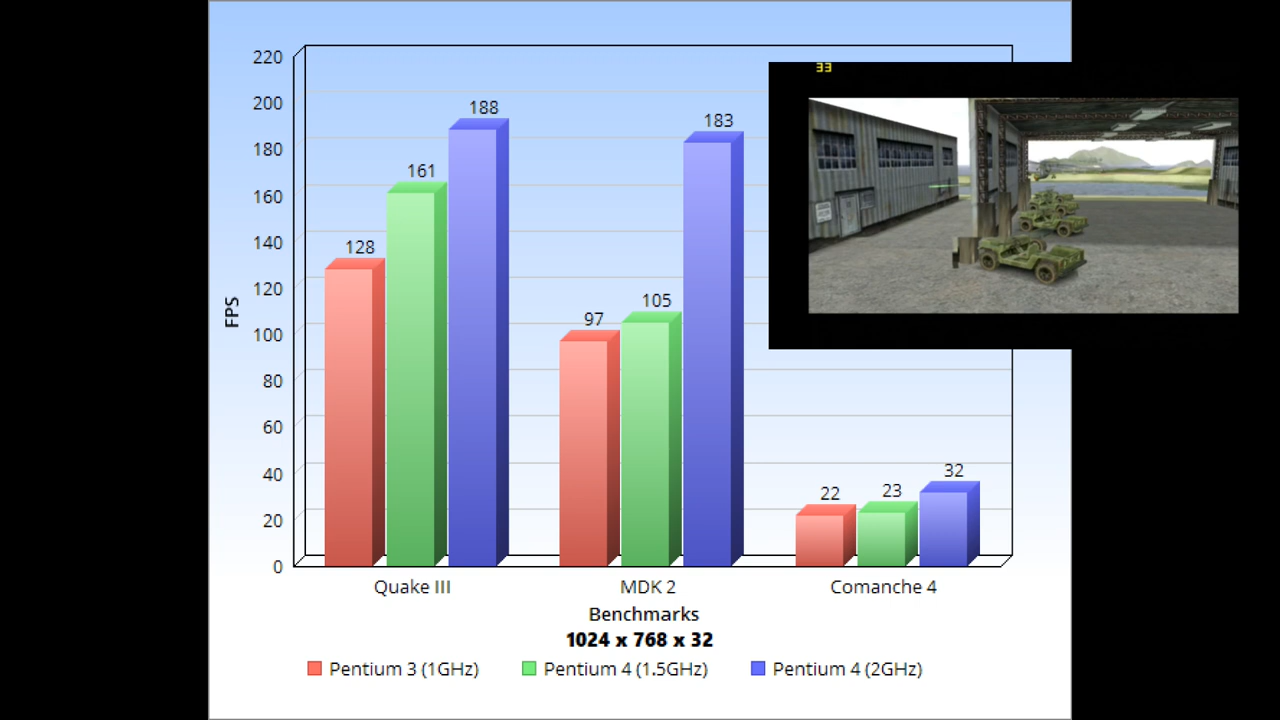 220
200
180
160
140
120
100
80
60
40
20
0
FPS
128
161
188
97
105
183
22
23
32
33
Quake III
MDK 2
Comanche 4
Benchmarks
1024 x 768 x 32
Pentium 3 (1GHz)
Pentium 4 (1.5GHz)
Pentium 4 (2GHz)